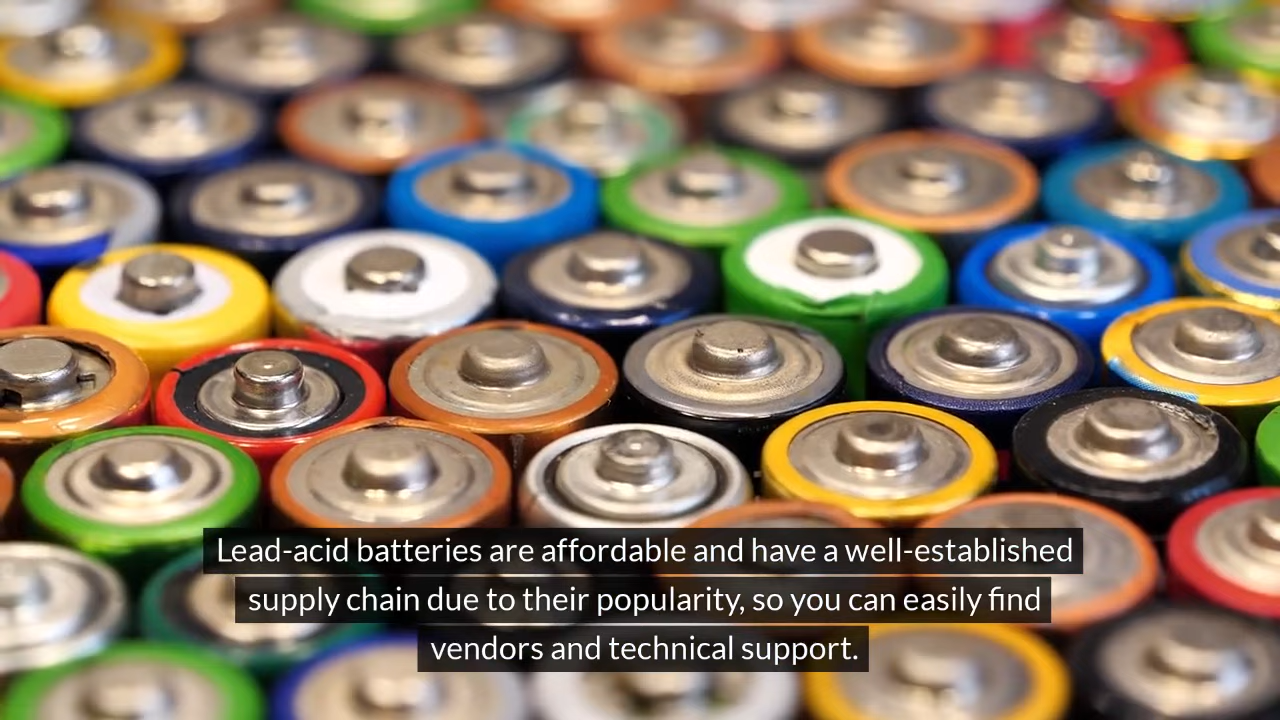 Lead-acid batteries are affordable and have a well-established
supply chain due to their popularity, so you can easily find
vendors and technical support.